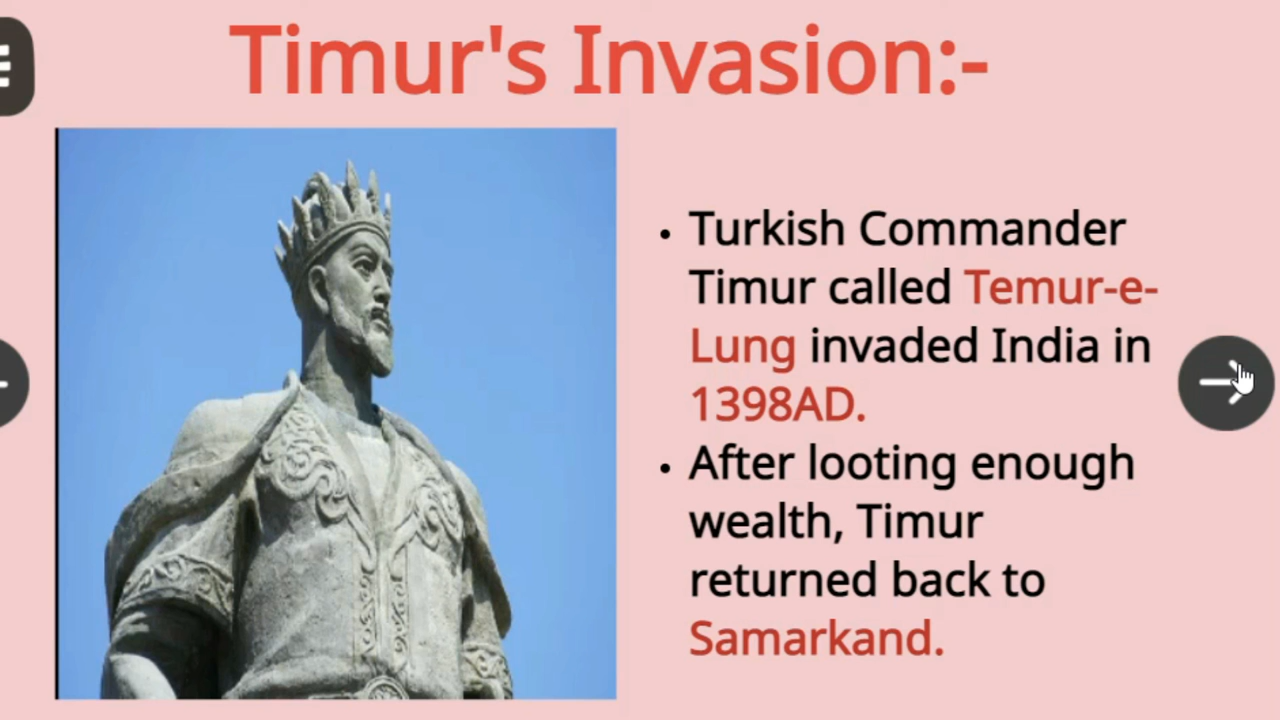 Timur's Invasion:-
• Turkish Commander
Timur called Temur-e-
Lung invaded India in
1398AD.
• After looting enough
wealth, Timur
returned back to
Samarkand.